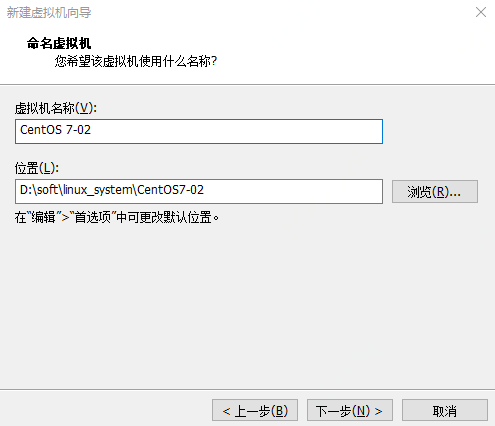 新建虚拟机向导
命名虚拟机
您希望该虚拟机使用什么名称?
虚拟机名称(V):
CentOS 7-02
位置(L):
D:\soft\linux_system\CentOS7-02
浏览(R)...
在"编辑">"首选项"中可更改默认位置。
< 上一步(B)
下一步(N) >
取消